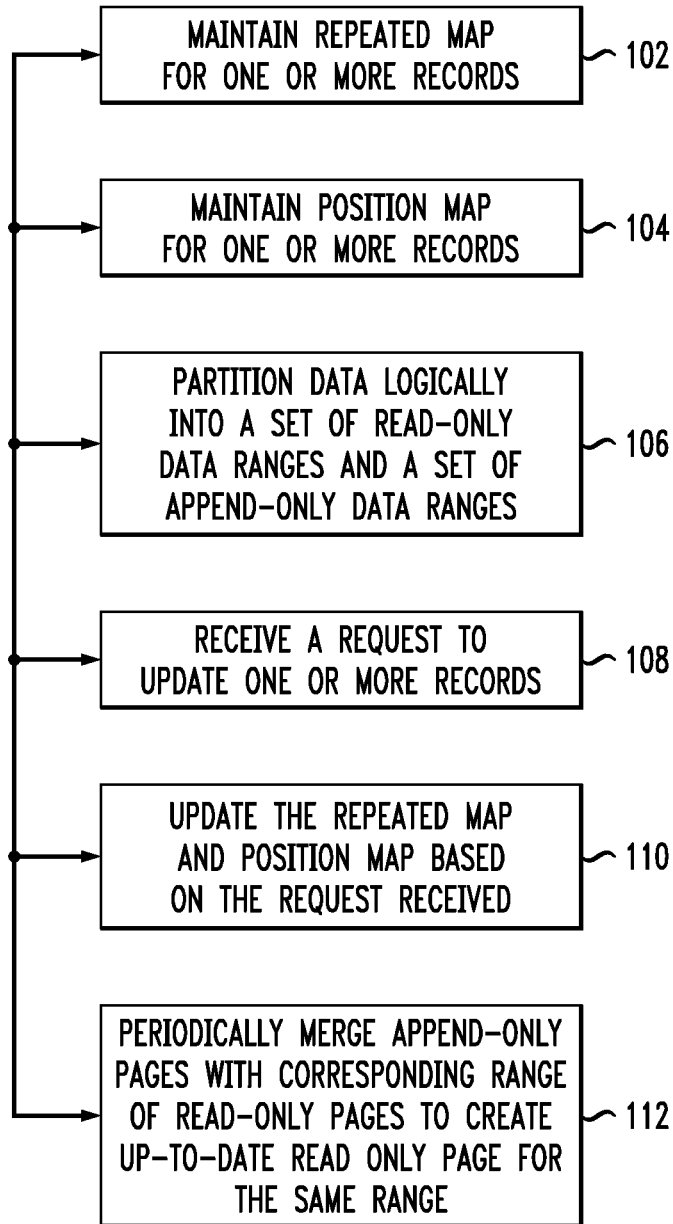 MAINTAIN REPEATED MAP
FOR ONE OR MORE RECORDS
102
MAINTAIN POSITION MAP
FOR ONE OR MORE RECORDS
104
PARTITION DATA LOGICALLY
INTO A SET OF READ-ONLY
DATA RANGES AND A SET OF
APPEND-ONLY DATA RANGES
106
RECEIVE A REQUEST TO
UPDATE ONE OR MORE RECORDS
108
UPDATE THE REPEATED MAP
AND POSITION MAP BASED
ON THE REQUEST RECEIVED
110
PERIODICALLY MERGE APPEND-ONLY
PAGES WITH CORRESPONDING RANGE
OF READ-ONLY PAGES TO CREATE
UP-TO-DATE READ ONLY PAGE FOR
THE SAME RANGE
112